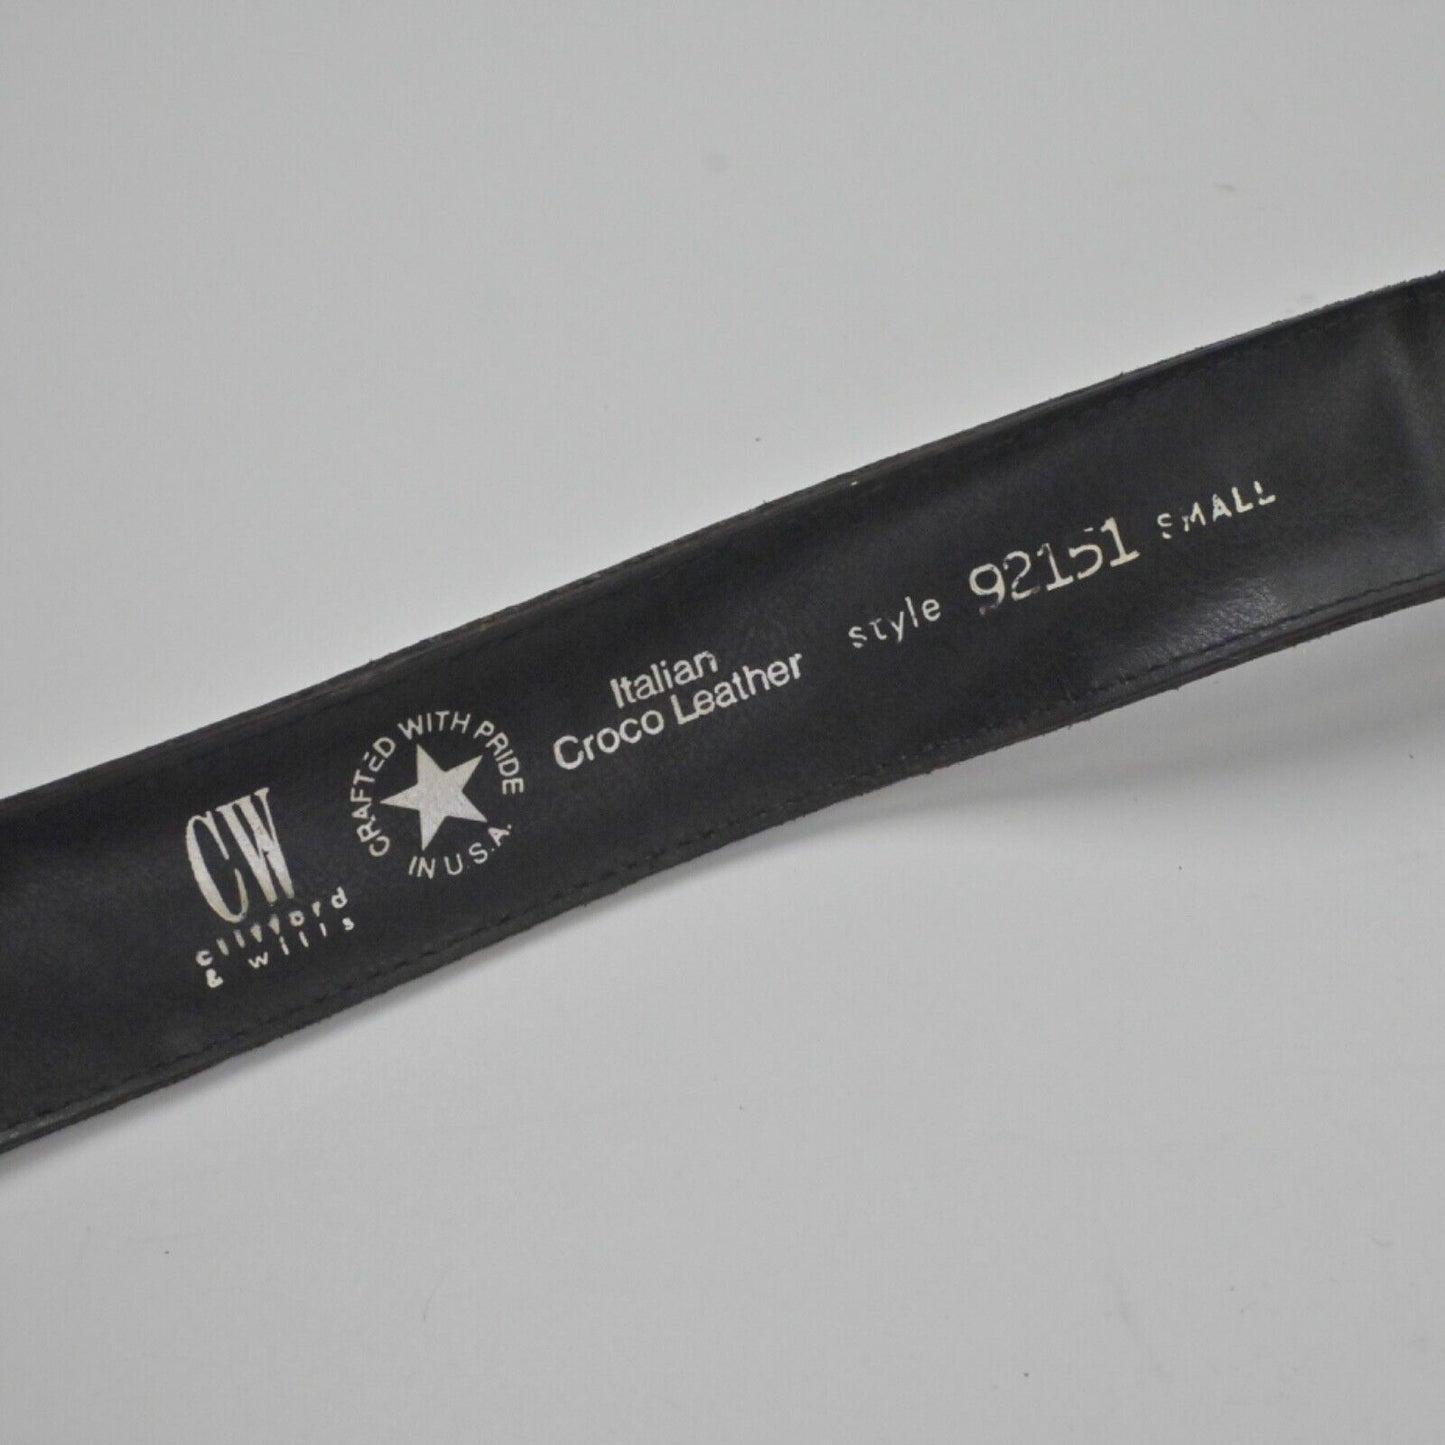 CW
clifford
& willis
CRAFTED WITH PRIDE
IN U.S.A.
Italian
Croco Leather
style 92151 SMALL